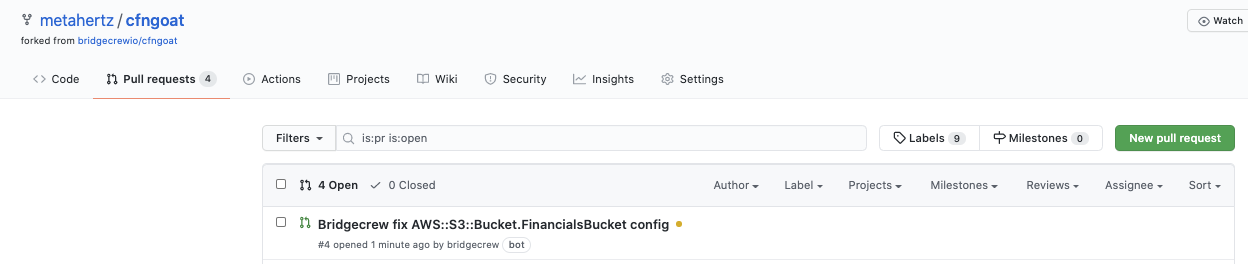 metahertz / cfngoat
Watch
forked from bridgecrewio/cfngoat
Code Pull requests 4 Actions Projects Wiki Security Insights Settings
Filters is:pr is:open Labels 9 Milestones 0 New pull request
4 Open 0 Closed Author Label Projects Milestones Reviews Assignee Sort
Bridgecrew fix AWS::S3::Bucket.FinancialsBucket config
#4 opened 1 minute ago by bridgecrew bot